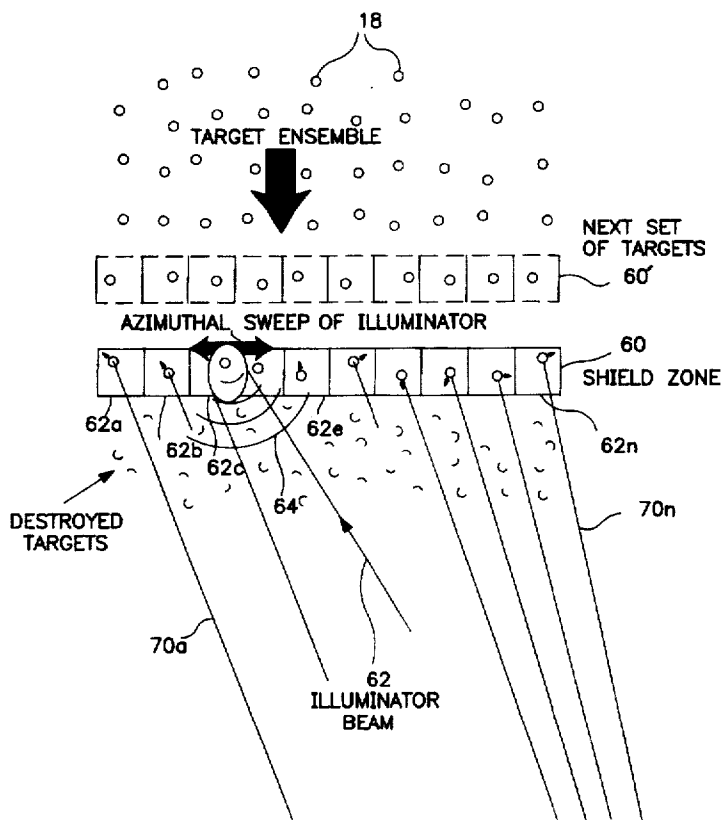 18
TARGET ENSEMBLE
NEXT SET
OF TARGETS
60'
AZIMUTHAL SWEEP OF ILLUMINATOR
60
SHIELD ZONE
62a
62b
62c
62e
62n
64
DESTROYED
TARGETS
70n
70a
62
ILLUMINATOR
BEAM